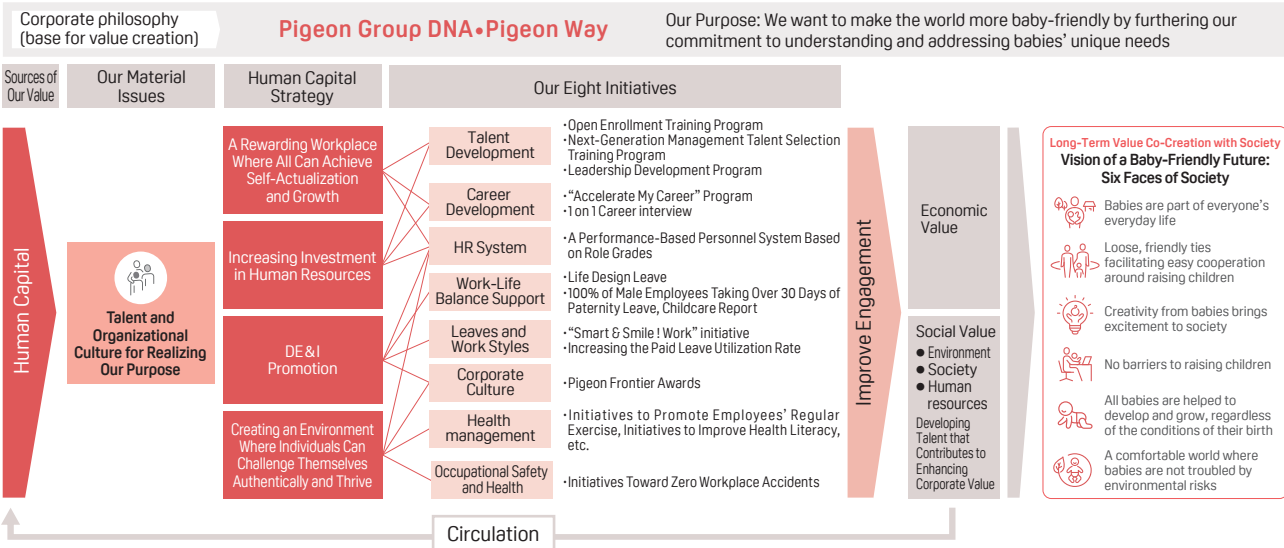 Corporate philosophy
(base for value creation)
Pigeon Group DNA•Pigeon Way
Our Purpose: We want to make the world more baby-friendly by furthering our
commitment to understanding and addressing babies' unique needs
Sources of
Our Value
Our Material
Issues
Human Capital
Strategy
Our Eight Initiatives
Human Capital
Talent and
Organizational
Culture for Realizing
Our Purpose
A Rewarding Workplace
Where All Can Achieve
Self-Actualization
and Growth
Increasing Investment
in Human Resources
DE&I
Promotion
Creating an Environment
Where Individuals Can
Challenge Themselves
Authentically and Thrive
Talent
Development
・Open Enrollment Training Program
・Next-Generation Management Talent Selection
Training Program
・Leadership Development Program
Career
Development
・“Accelerate My Career” Program
・1 on 1 Career interview
HR System
・A Performance-Based Personnel System Based
on Role Grades
Work-Life
Balance Support
・Life Design Leave
・100% of Male Employees Taking Over 30 Days of
Paternity Leave, Childcare Report
Leaves and
Work Styles
・“Smart & Smile ! Work” initiative
・Increasing the Paid Leave Utilization Rate
Corporate
Culture
・Pigeon Frontier Awards
Health
management
・Initiatives to Promote Employees’ Regular
Exercise, Initiatives to Improve Health Literacy,
etc.
Occupational Safety
and Health
・Initiatives Toward Zero Workplace Accidents
Improve Engagement
Economic
Value
Social Value
● Environment
● Society
● Human
resources
Developing
Talent that
Contributes to
Enhancing
Corporate Value
Long-Term Value Co-Creation with Society
Vision of a Baby-Friendly Future:
Six Faces of Society
Babies are part of everyone’s
everyday life
Loose, friendly ties
facilitating easy cooperation
around raising children
Creativity from babies brings
excitement to society
No barriers to raising children
All babies are helped to
develop and grow, regardless
of the conditions of their birth
A comfortable world where
babies are not troubled by
environmental risks
Circulation